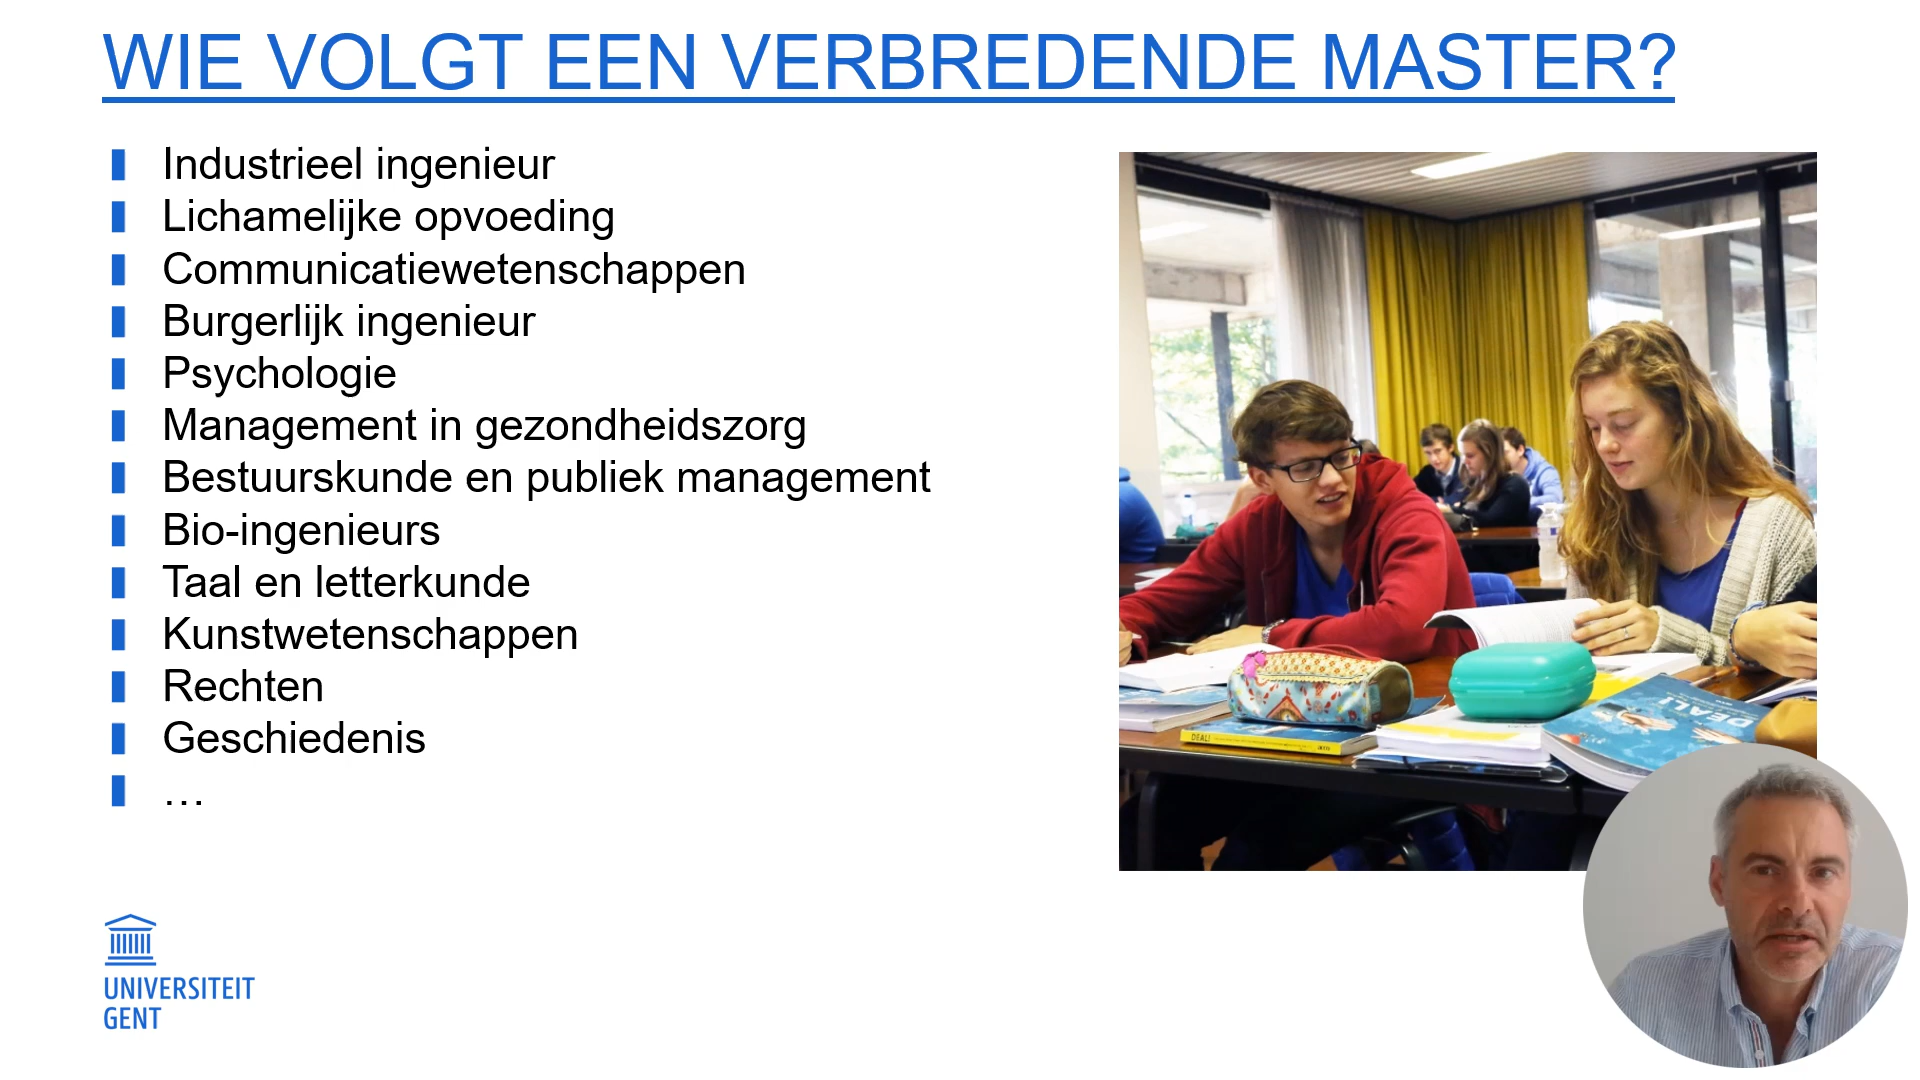 WIE VOLGT EEN VERBREDENDE MASTER?
Industrieel ingenieur
Lichamelijke opvoeding
Communicatiewetenschappen
Burgerlijk ingenieur
Psychologie
Management in gezondheidszorg
Bestuurskunde en publiek management
Bio-ingenieurs
Taal en letterkunde
Kunstwetenschappen
Rechten
Geschiedenis
…
DEAL!
DEAL!
UNIVERSITEIT
GENT